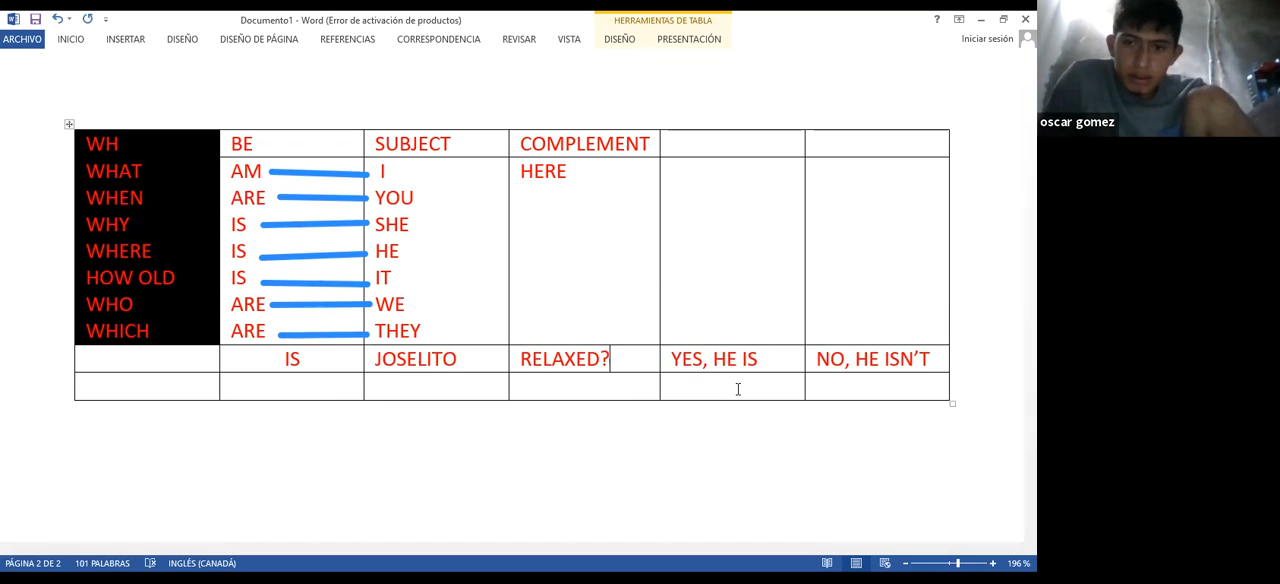 Documento1 - Word (Error de activación de productos)
HERRAMIENTAS DE TABLA
?
ARCHIVO INICIO INSERTAR DISEÑO DISEÑO DE PÁGINA REFERENCIAS CORRESPONDENCIA REVISAR VISTA DISEÑO PRESENTACIÓN Iniciar sesión
oscar gomez
WH BE SUBJECT COMPLEMENT
WHAT AM I HERE
WHEN ARE YOU
WHY IS SHE
WHERE IS HE
HOW OLD IS IT
WHO ARE WE
WHICH ARE THEY
IS JOSELITO RELAXED? YES, HE IS NO, HE ISN’T
PÁGINA 2 DE 2 101 PALABRAS INGLÉS (CANADÁ) 196 %